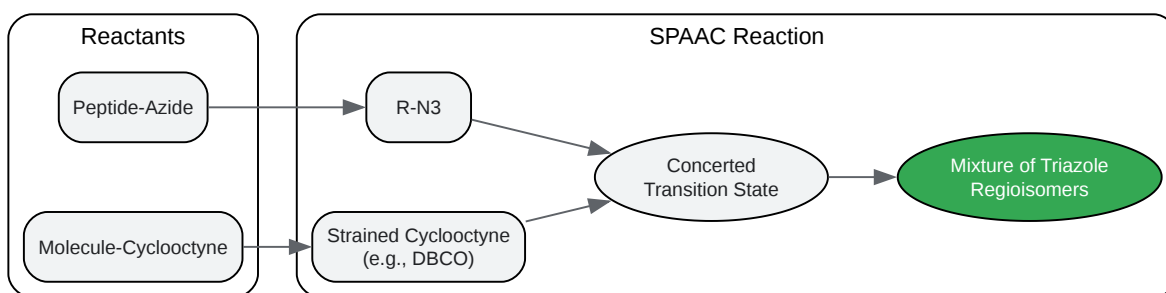 Reactants
SPAAC Reaction
Peptide-Azide
R-N3
Concerted
Transition State
Mixture of Triazole
Regioisomers
Molecule-Cyclooctyne
Strained Cyclooctyne
(e.g., DBCO)